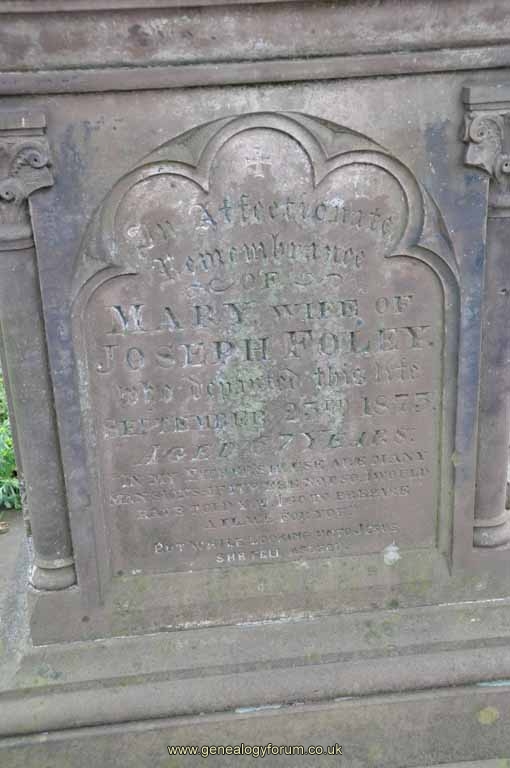 In Affectionate
Remembrance
OF
MARY WIFE OF
JOSEPH FOLEY.
who departed this life
SEPTEMBER 23RD 1873.
AGED 67 YEARS.
IN MY FATHER'S HOUSE ARE MANY
MANSIONS IF IT WERE NOT SO I WOULD
HAVE TOLD YOU I GO TO PREPARE
A PLACE FOR YOU
BUT WHILE LOOKING UNTO JESUS
SHE FELL ASLEEP.
www.genealogyforum.co.uk